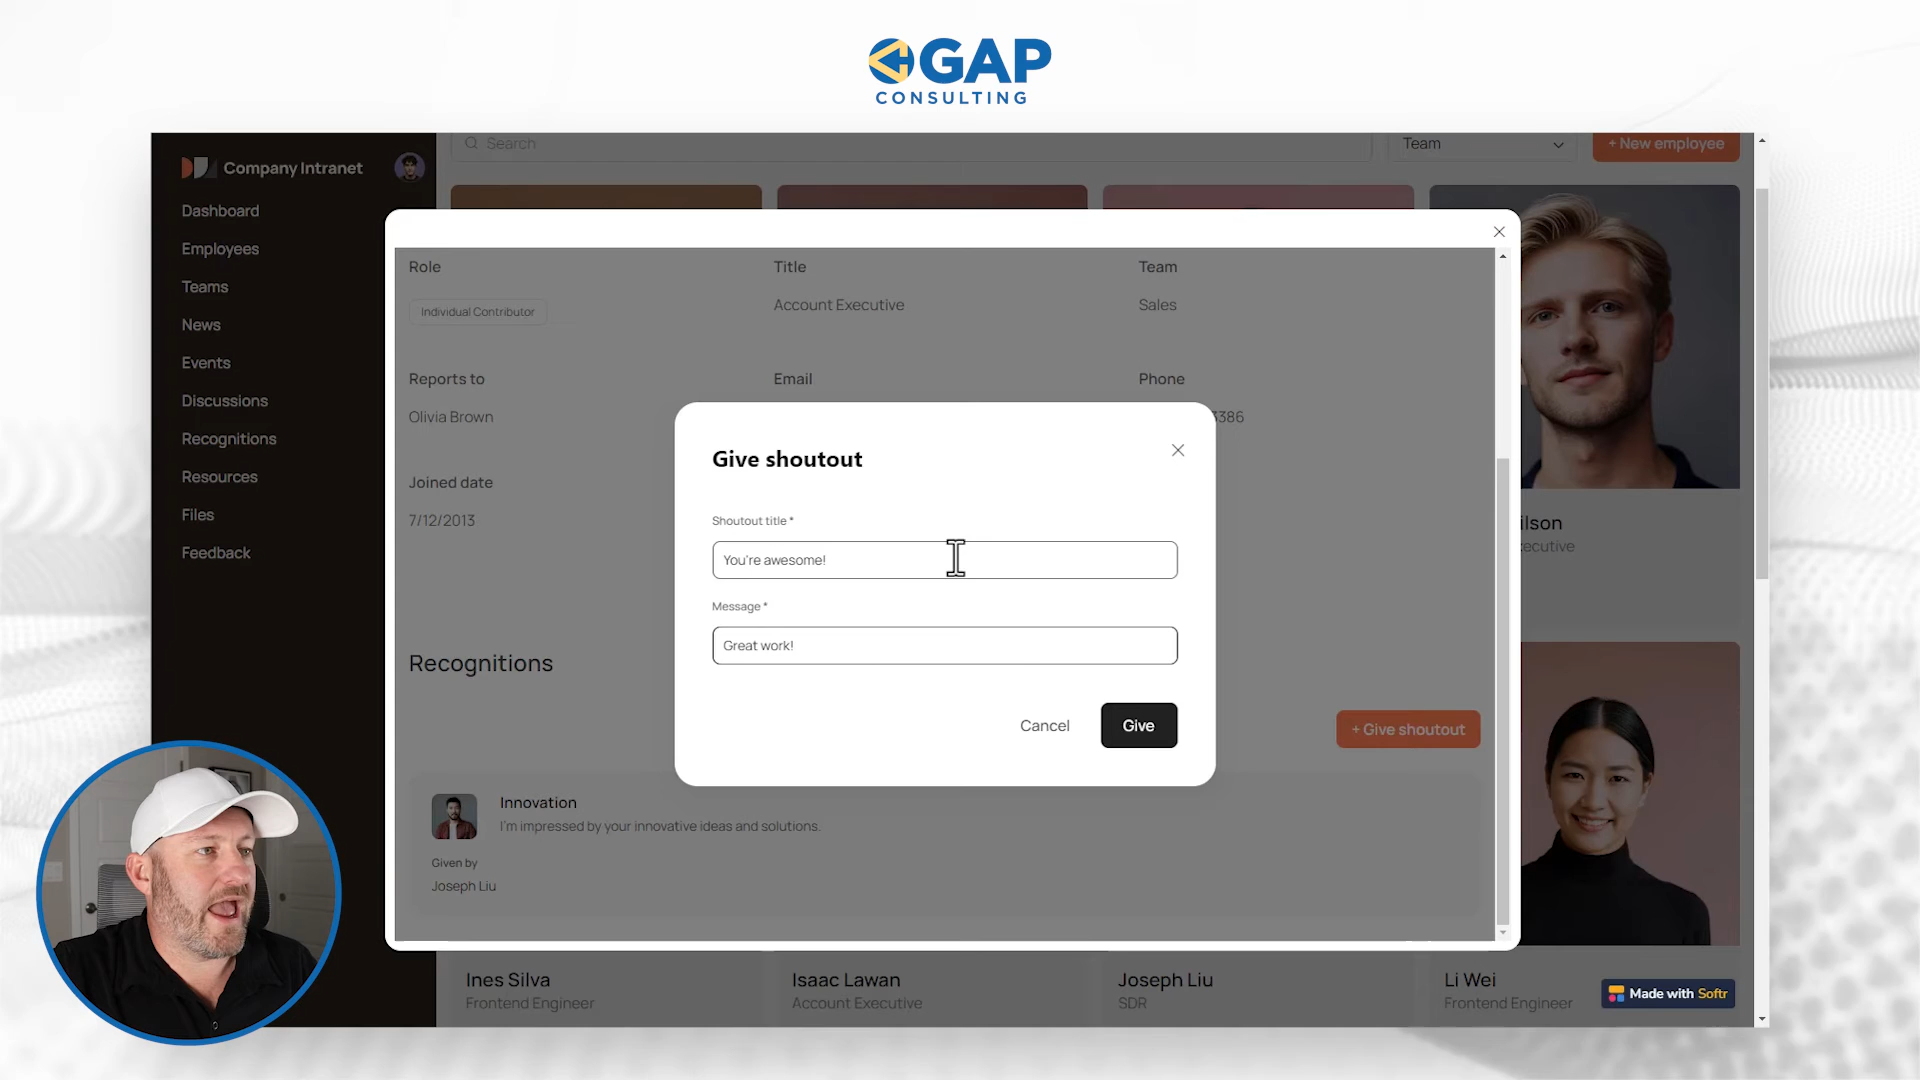 GAP
CONSULTING
Company Intranet
Dashboard
Employees
Teams
News
Events
Discussions
Recognitions
Resources
Files
Feedback
Search
Team
+ New employee
Role
Title
Team
Individual Contributor
Account Executive
Sales
Reports to
Email
Phone
Olivia Brown
3386
Joined date
7/12/2013
Give shoutout
Shoutout title *
You're awesome!
Message *
Great work!
Cancel
Give
Recognitions
+ Give shoutout
Innovation
I'm impressed by your innovative ideas and solutions.
Given by
Joseph Liu
ilson
ecutive
Ines Silva
Frontend Engineer
Isaac Lawan
Account Executive
Joseph Liu
SDR
Li Wei
Frontend Engineer
Made with Softr